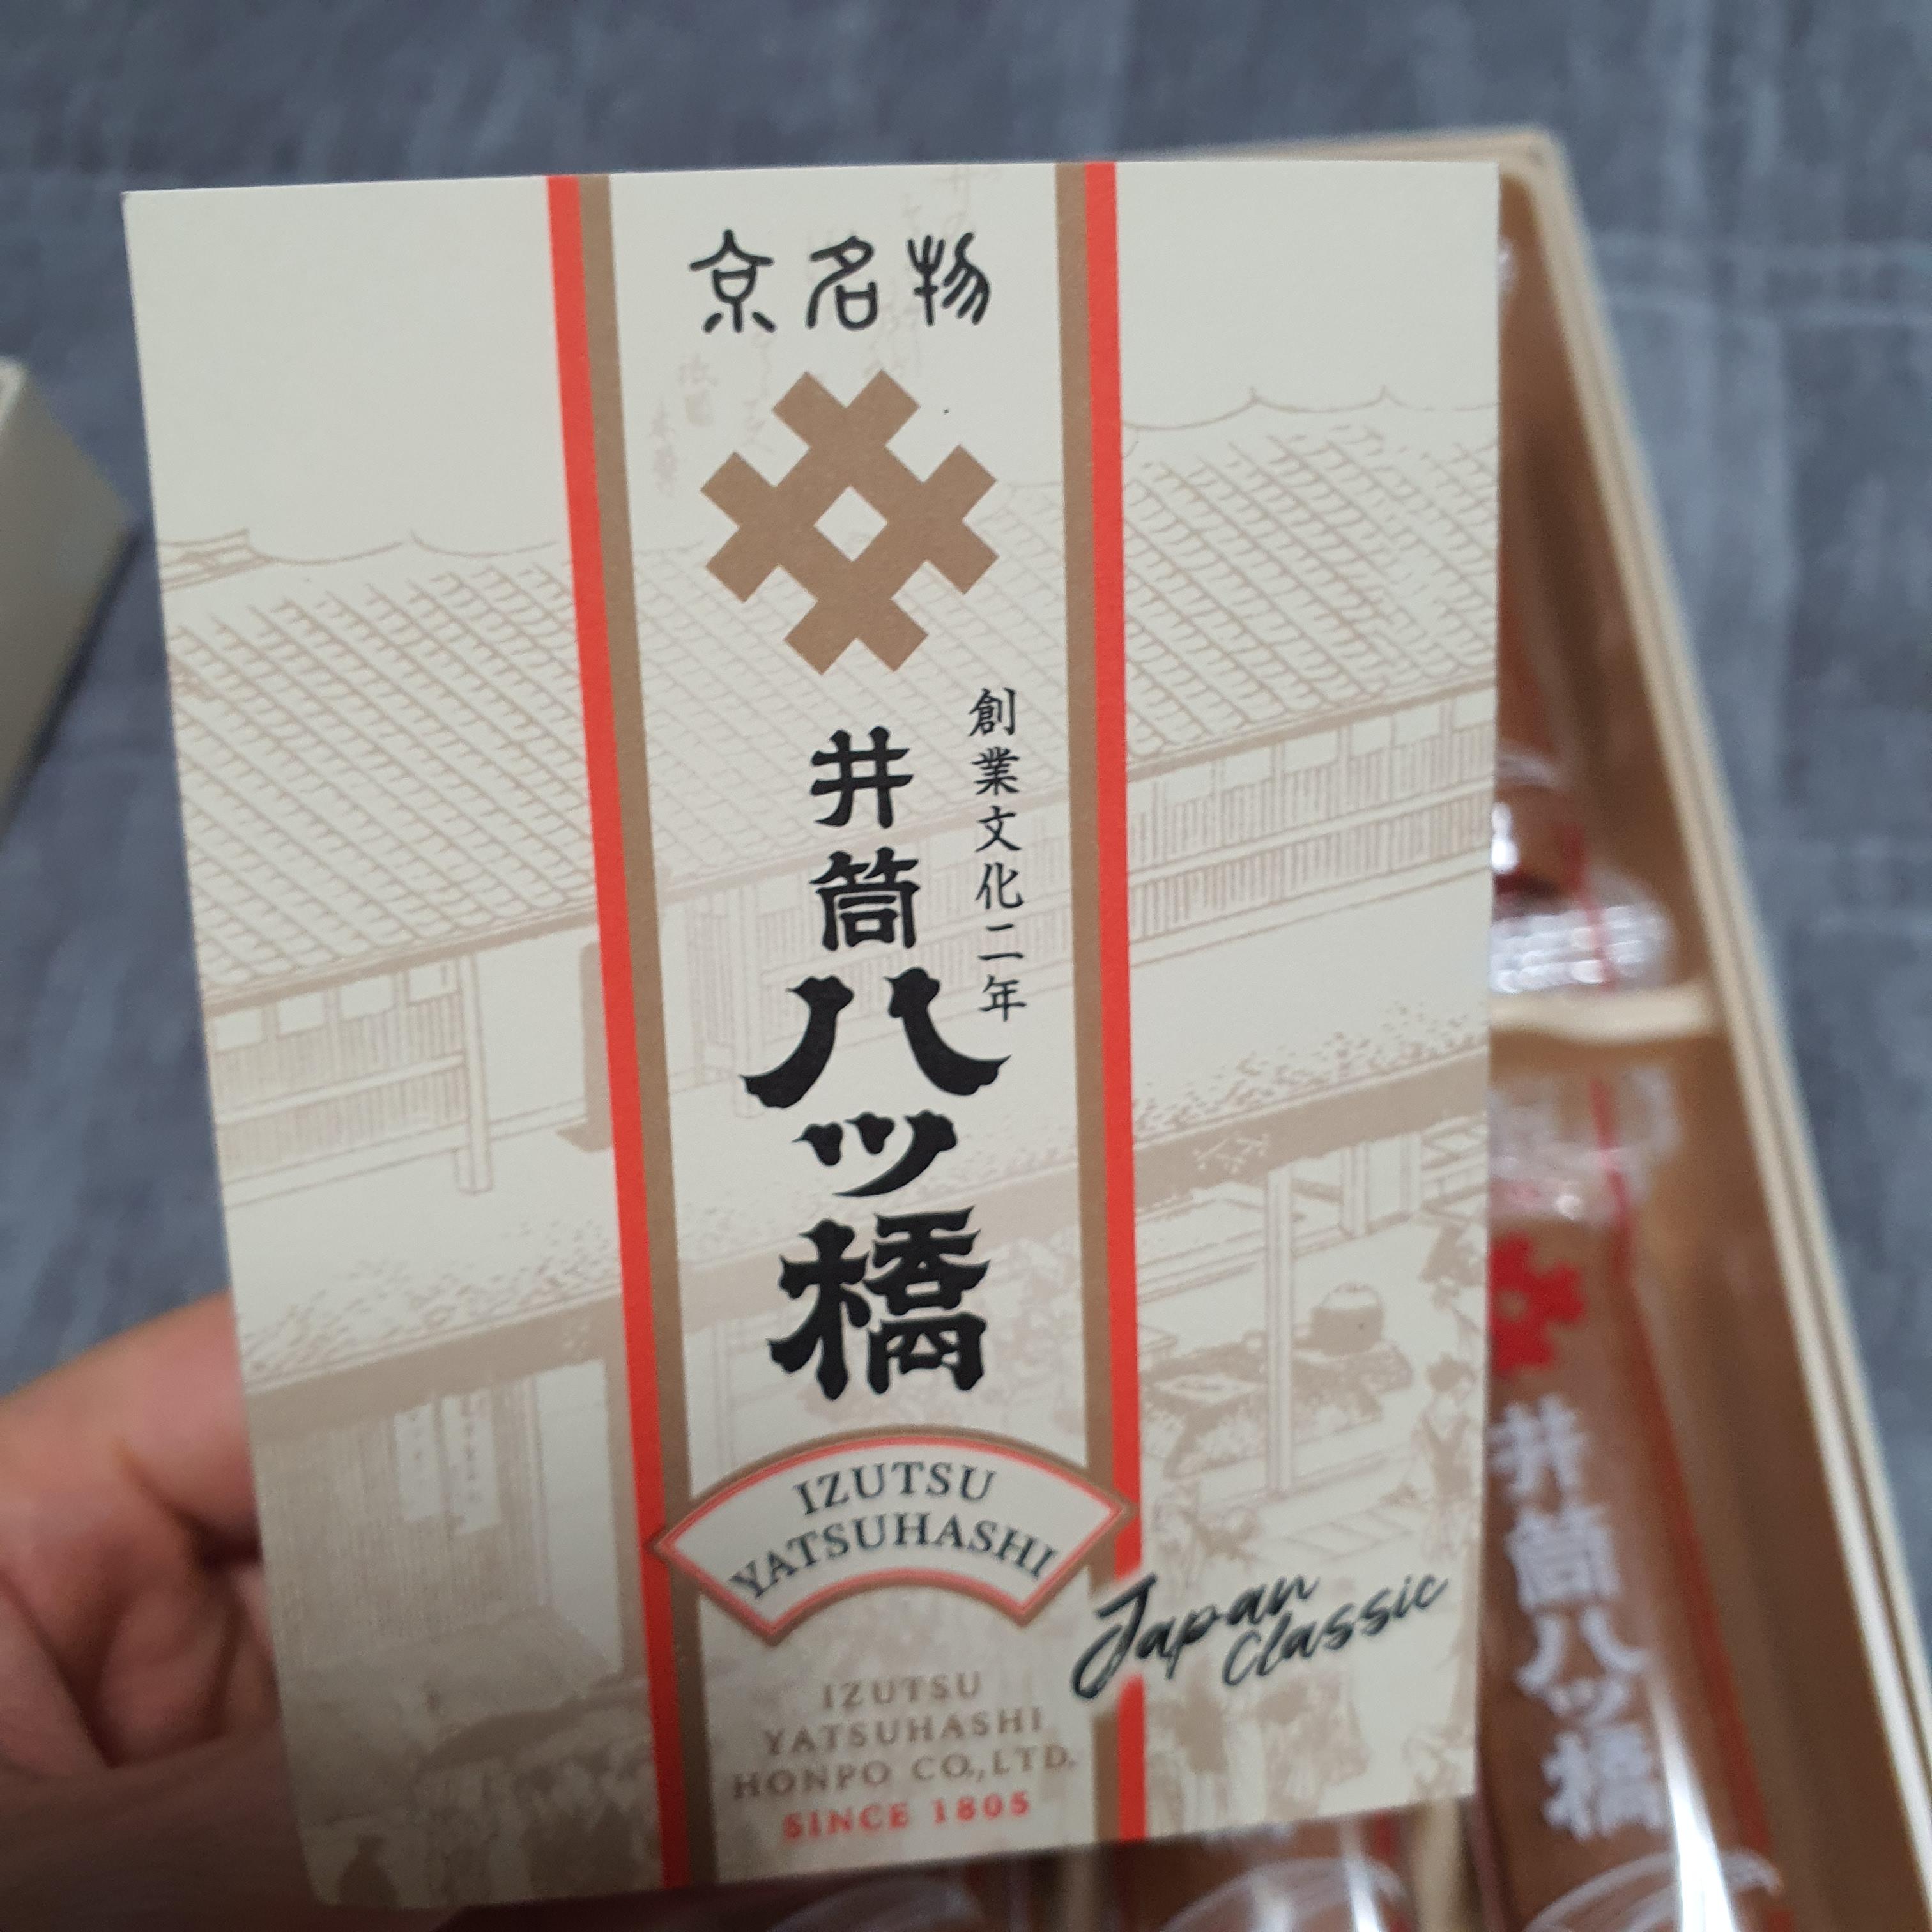 京名物
創業文化二年
井筒八ッ橋
IZUTSU
YATSUHASHI
Japan
Classic
IZUTSU
YATSUHASHI
HONPO CO.,LTD.
SINCE 1805
井筒八ッ橋